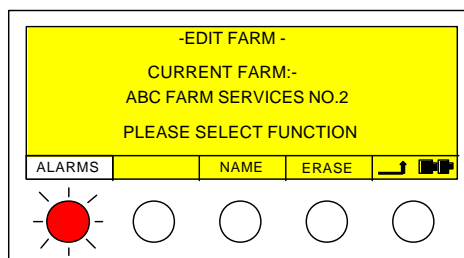 -EDIT FARM -
CURRENT FARM:-
ABC FARM SERVICES NO.2
PLEASE SELECT FUNCTION
ALARMS NAME ERASE